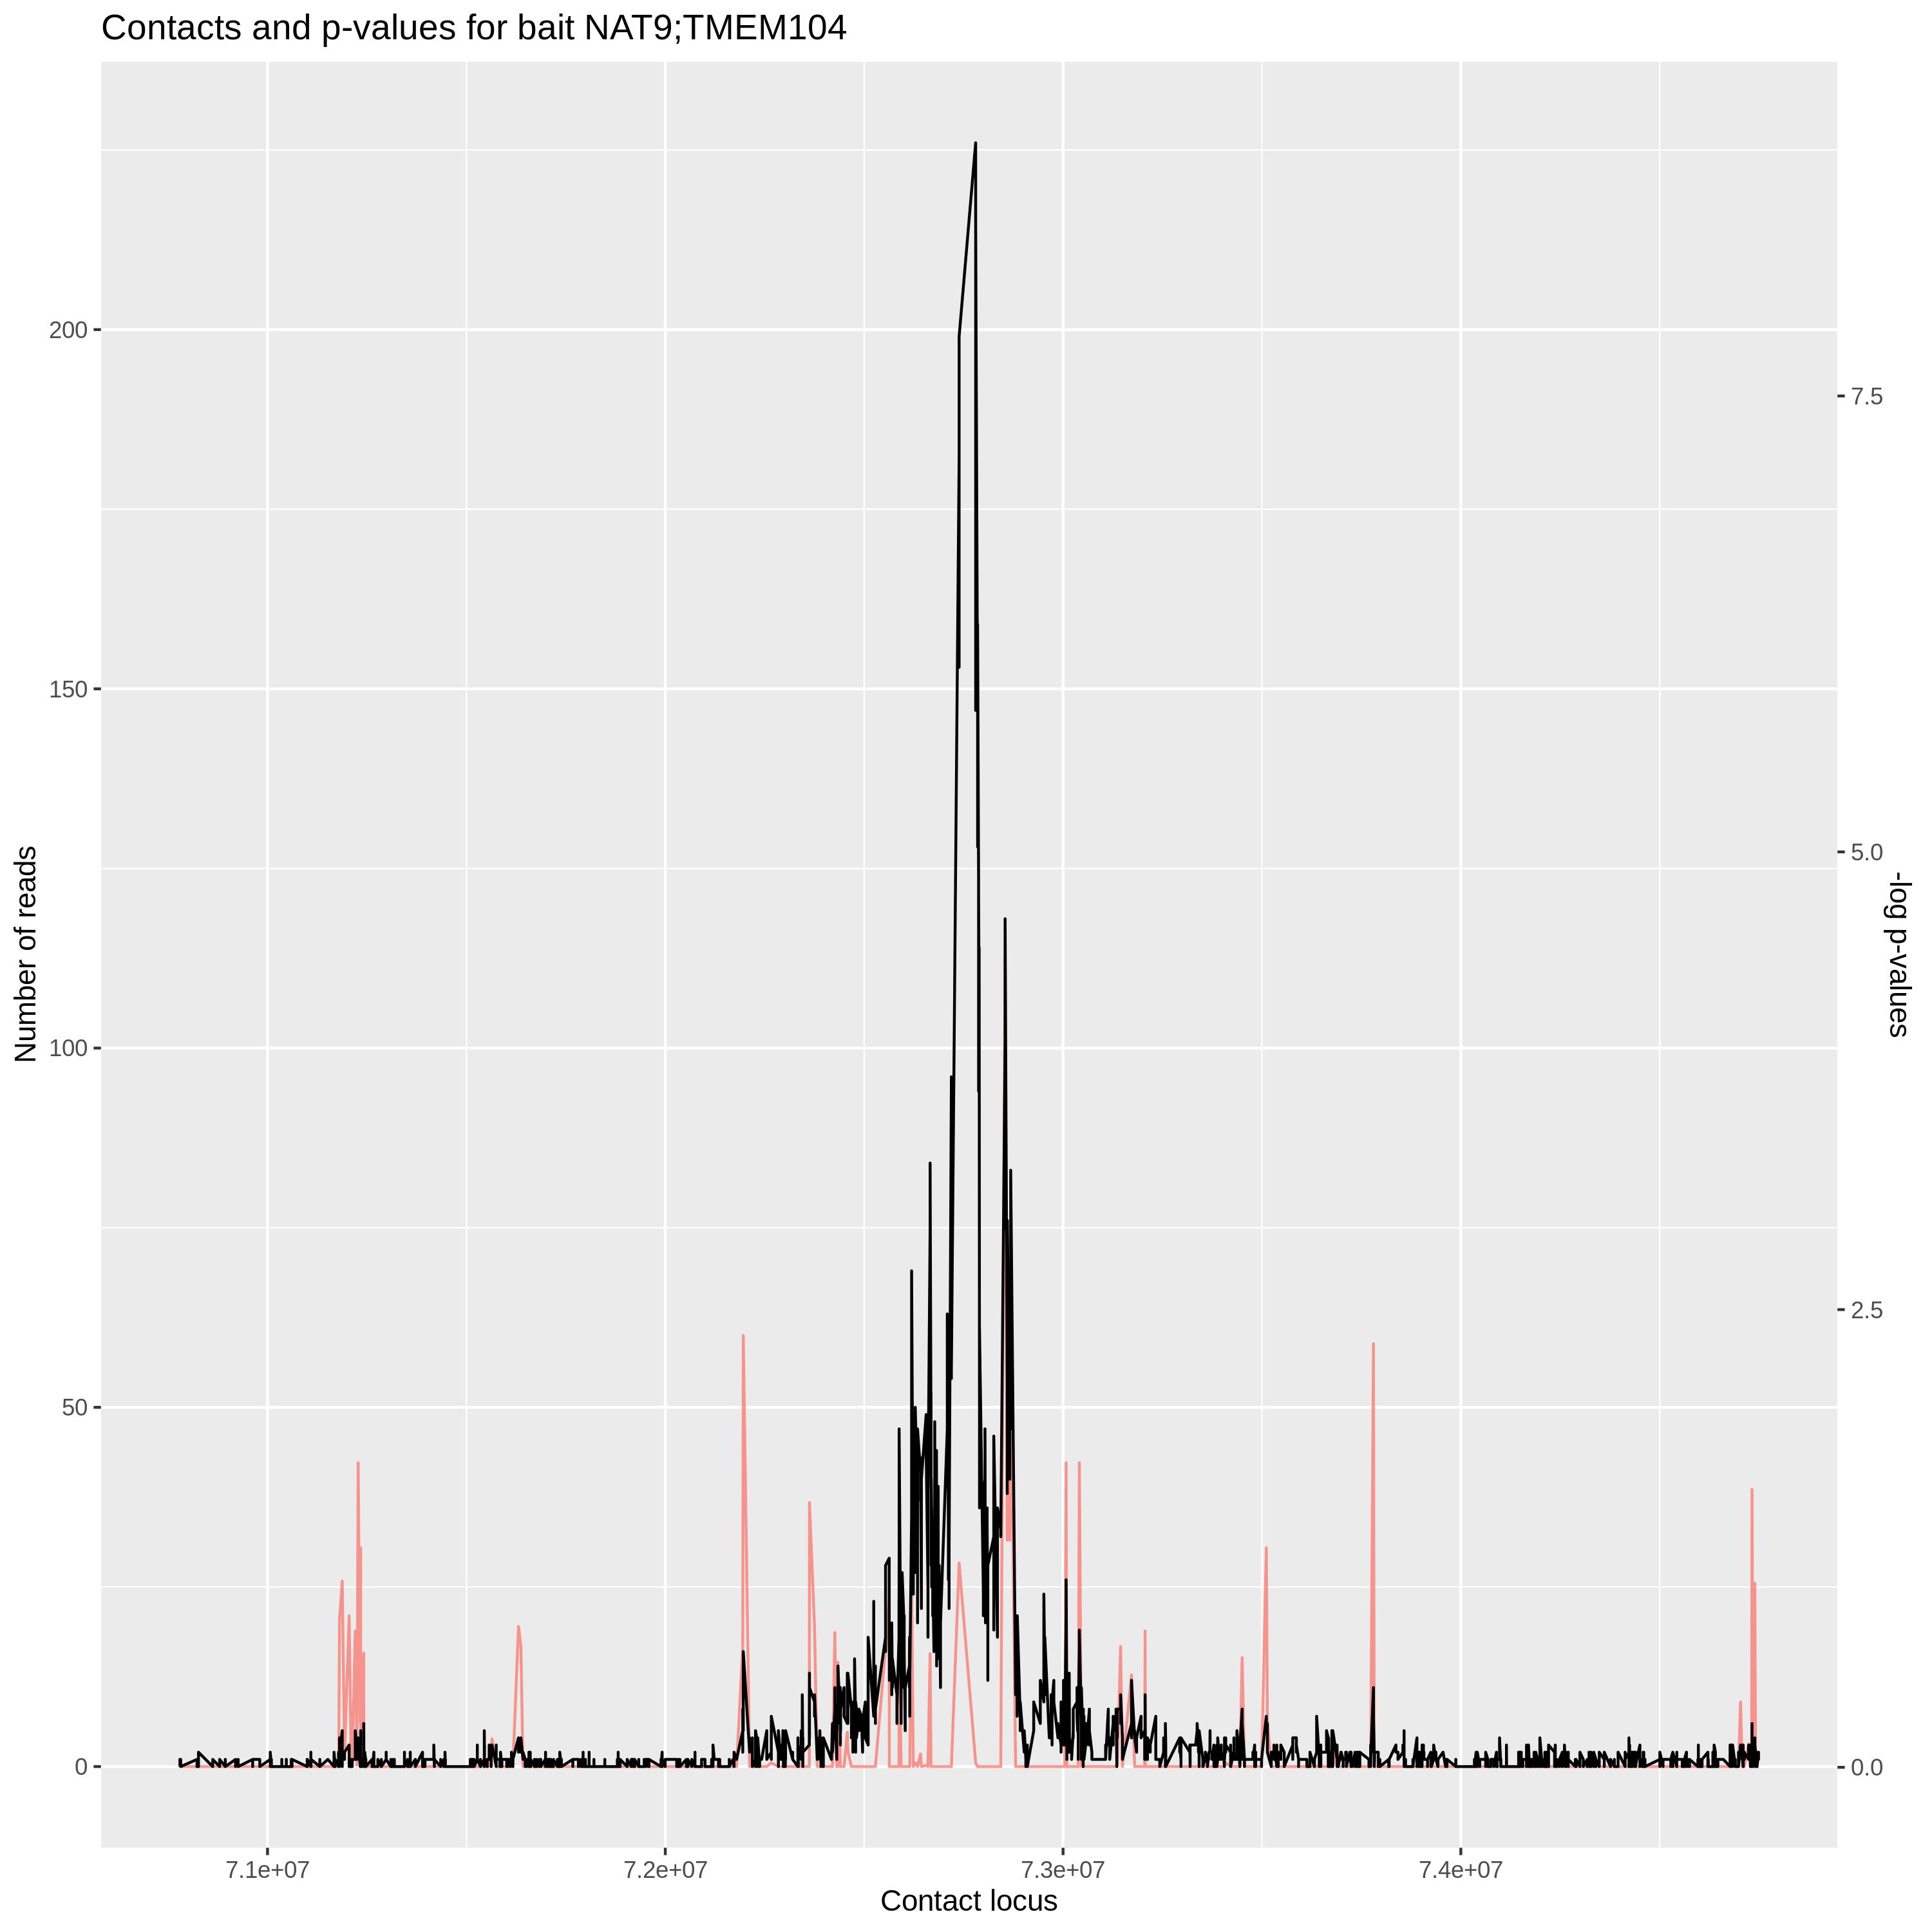 Contacts and p-values for bait NAT9;TMEM104
200
150
100
50
0
Number of reads
7.5
5.0
2.5
0.0
-log p-values
7.1e+07 7.2e+07 7.3e+07 7.4e+07
Contact locus